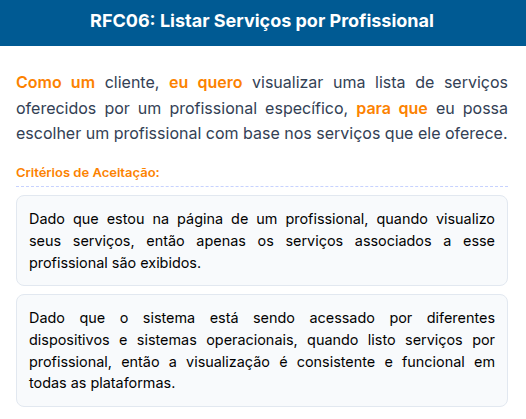 RFC06: Listar Serviços por Profissional
Como um cliente, eu quero visualizar uma lista de serviços
oferecidos por um profissional específico, para que eu possa
escolher um profissional com base nos serviços que ele oferece.
Critérios de Aceitação:
Dado que estou na página de um profissional, quando visualizo
seus serviços, então apenas os serviços associados a esse
profissional são exibidos.
Dado que o sistema está sendo acessado por diferentes
dispositivos e sistemas operacionais, quando listo serviços por
profissional, então a visualização é consistente e funcional em
todas as plataformas.